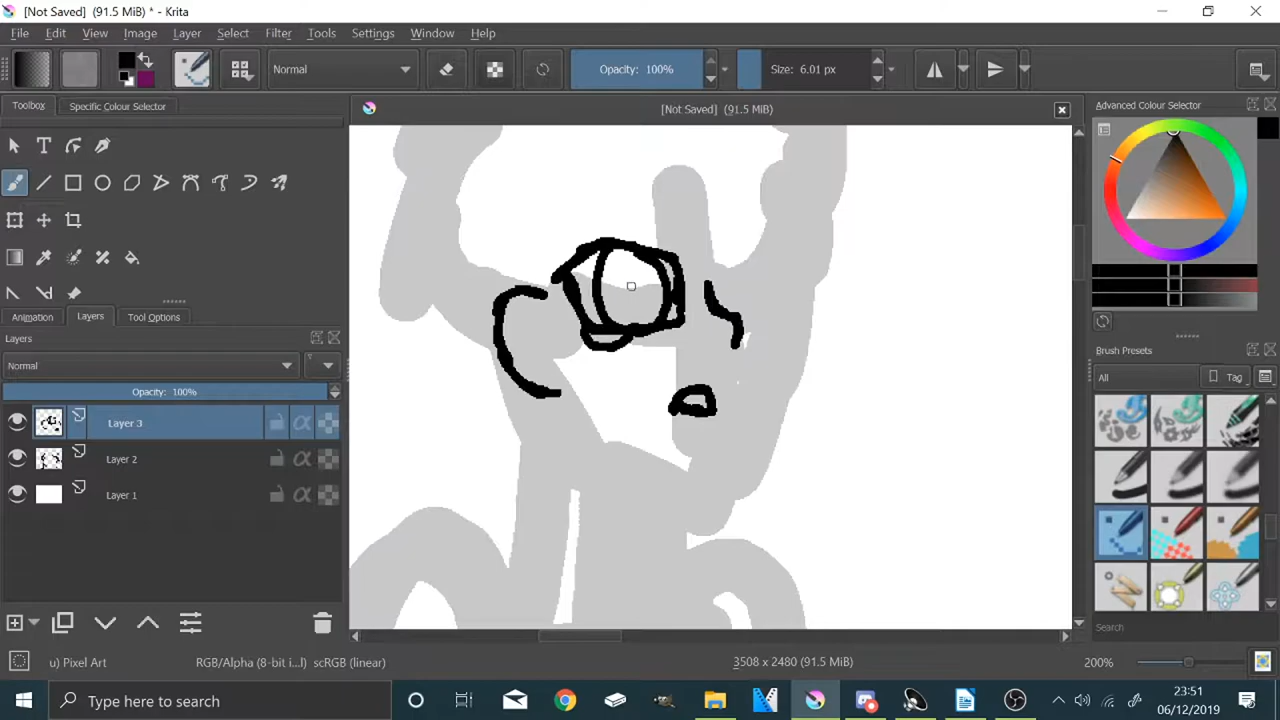 [Not Saved] (91.5 MiB) * - Krita
File Edit View Image Layer Select Filter Tools Settings Window Help
Normal Opacity: 100% Size: 6.01 px
Toolbox Specific Colour Selector
[Not Saved] (91.5 MiB)
Advanced Colour Selector
Animation Layers Tool Options
Layers
Normal
Opacity: 100%
Layer 3
Layer 2
Layer 1
Brush Presets
All Tag
Search
u) Pixel Art RGB/Alpha (8-bit i...l) scRGB (linear) 3508 x 2480 (91.5 MiB) 200%
Type here to search
23:51
06/12/2019